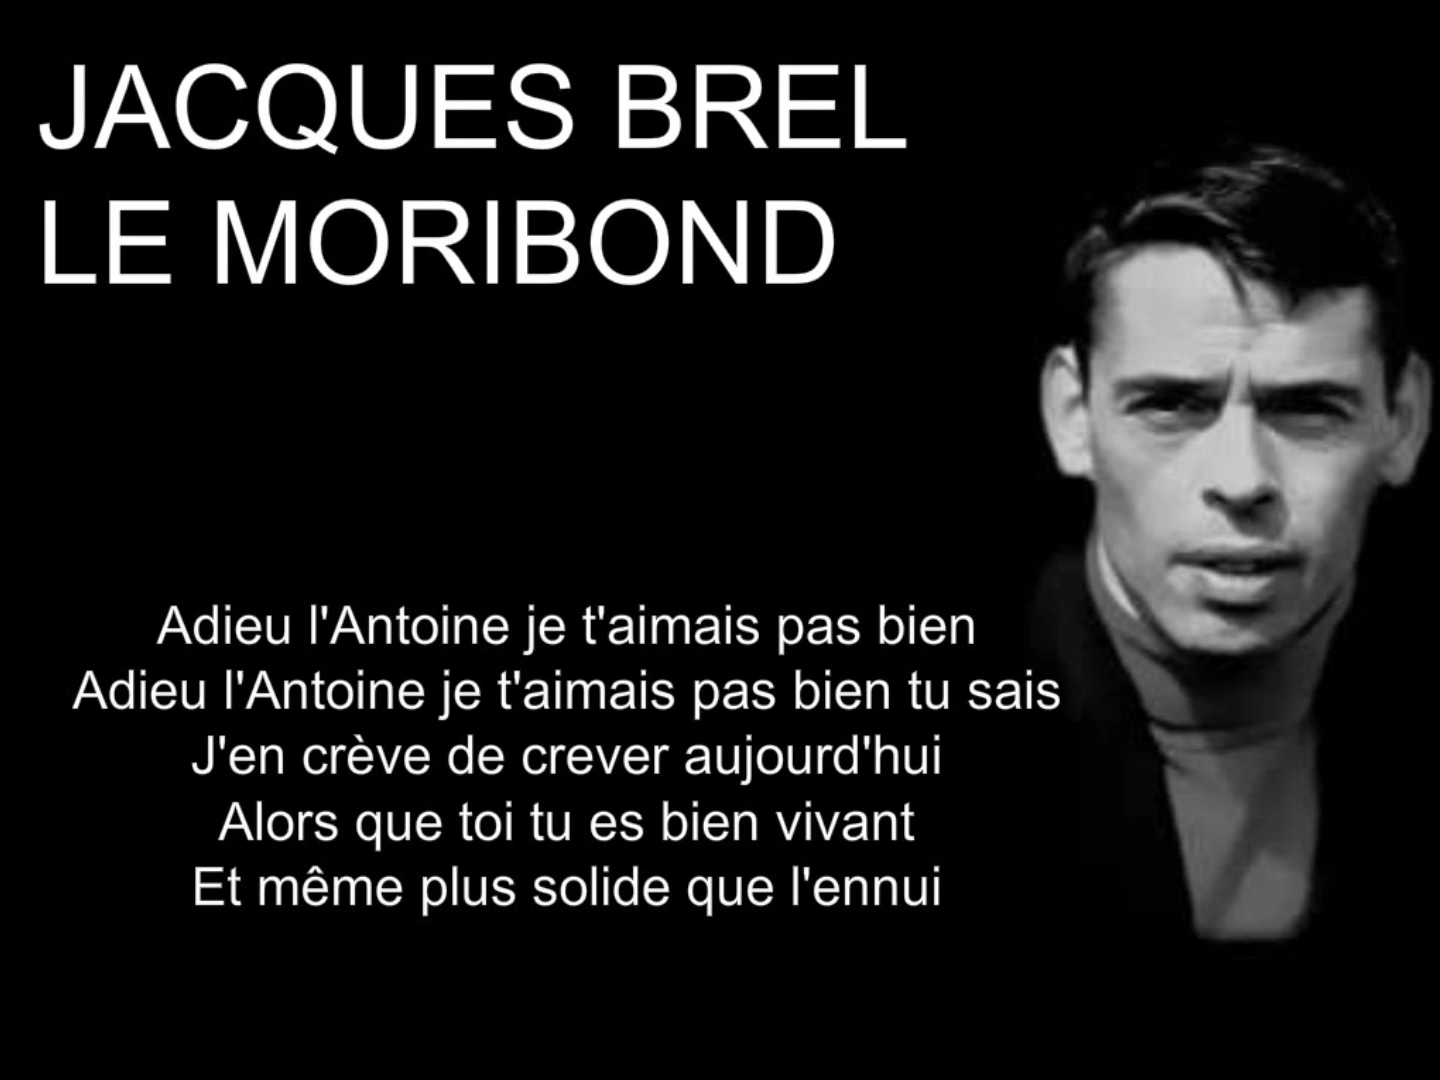 JACQUES BREL
LE MORIBOND
Adieu l'Antoine je t'aimais pas bien
Adieu l'Antoine je t'aimais pas bien tu sais
J'en crève de crever aujourd'hui
Alors que toi tu es bien vivant
Et même plus solide que l'ennui